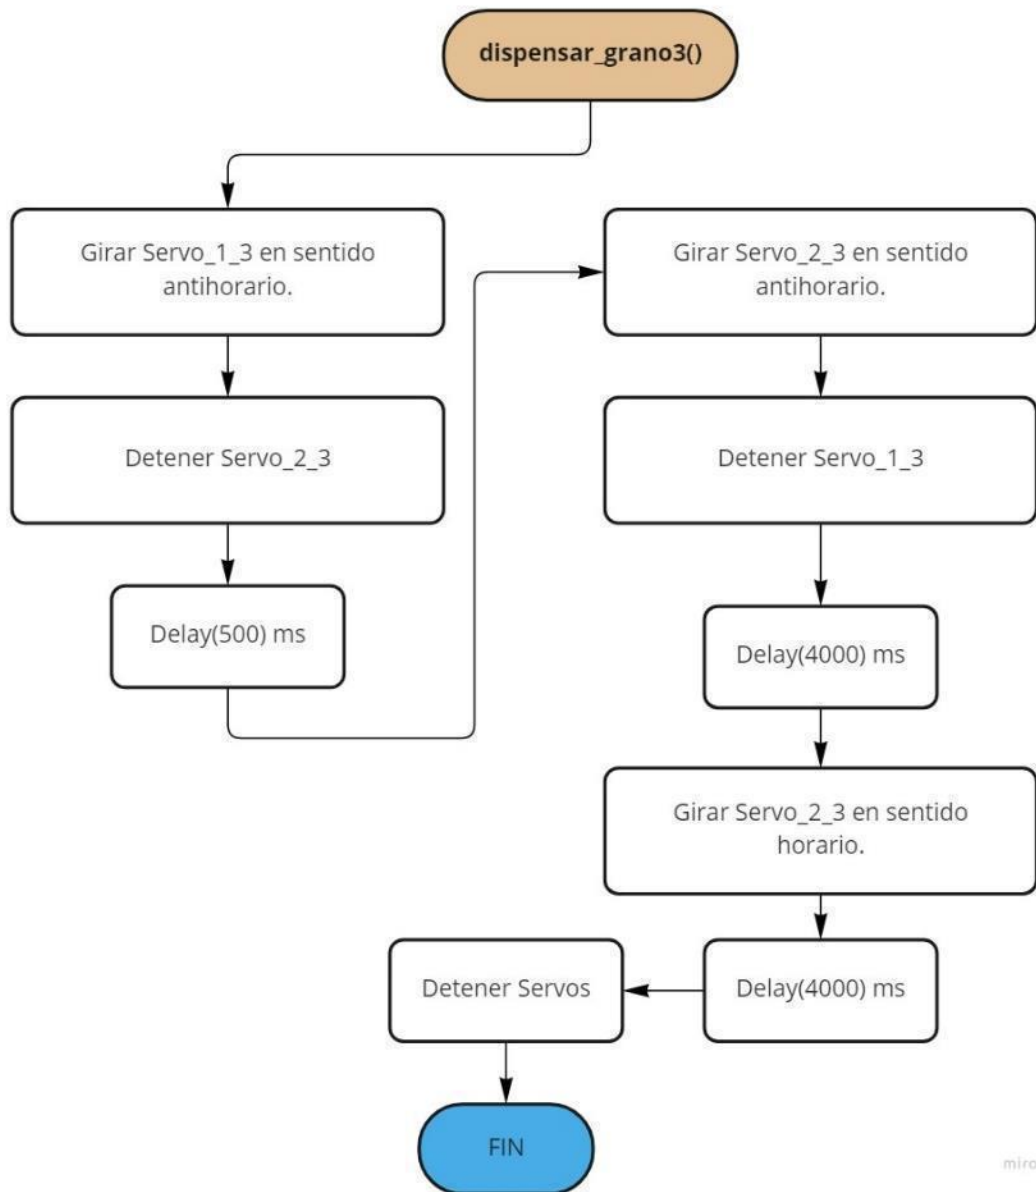 dispensar_grano3()
Girar Servo_1_3 en sentido
antihorario.
Detener Servo_2_3
Delay(500) ms
Girar Servo_2_3 en sentido
antihorario.
Detener Servo_1_3
Delay(4000) ms
Girar Servo_2_3 en sentido
horario.
Delay(4000) ms
Detener Servos
FIN
miro